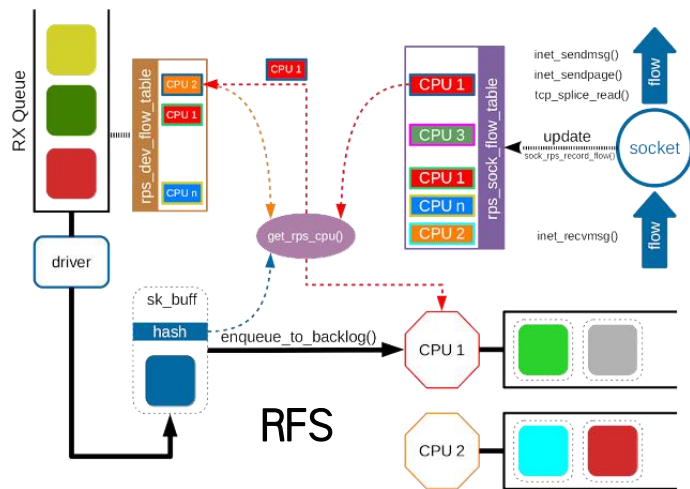 RX Queue
rps_dev_flow_table
CPU 2
CPU 1
CPU n
CPU 1
CPU 1
CPU 3
CPU 1
CPU n
CPU 2
rps_sock_flow_table
inet_sendmsg()
inet_sendpage()
tcp_splice_read()
flow
update
sock_rps_record_flow()
socket
inet_recvmsg()
flow
get_rps_cpu()
driver
sk_buff
hash
enqueue_to_backlog()
CPU 1
RFS
CPU 2